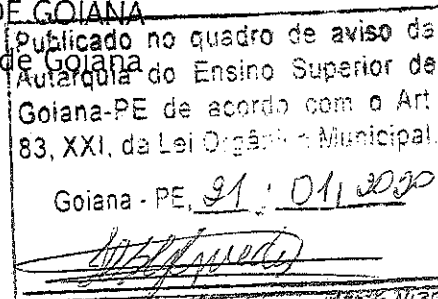 DE GOIANA
Publicado no quadro de aviso da
de Goiana
Autarquia do Ensino Superior de
Goiana-PE de acordo com o Art
83, XXI, da Lei Orgânica Municipal.
Goiana - PE, 21 : 01, 2020